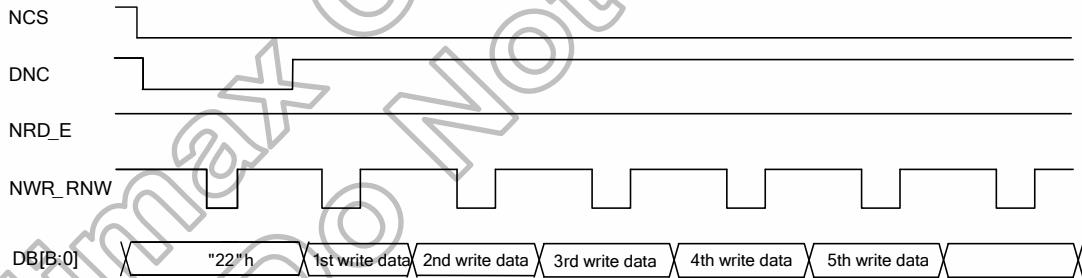 NCS
DNC
NRD_E
NWR_RNW
DB[B:0] "22"h 1st write data 2nd write data 3rd write data 4th write data 5th write data